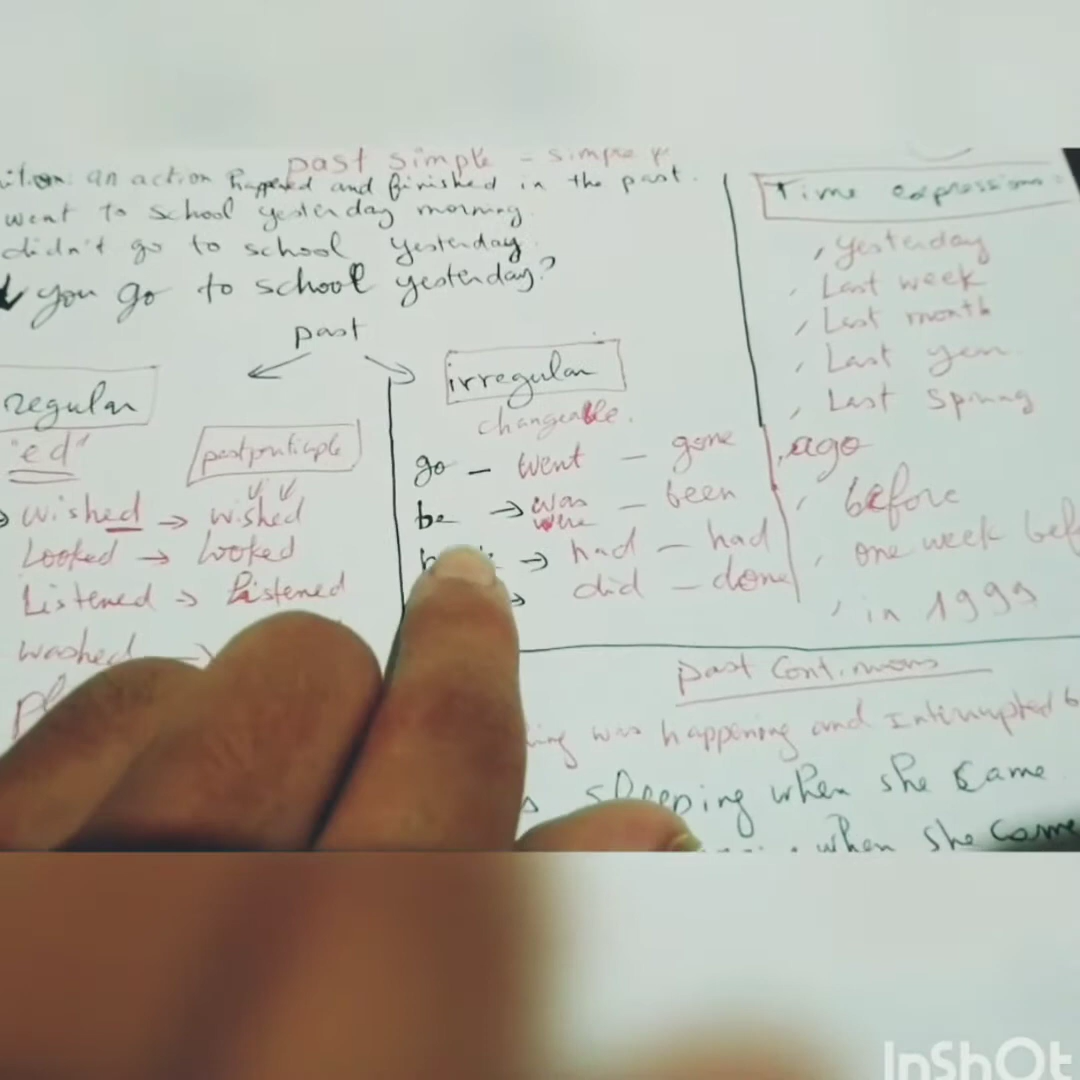 past simple - simple
an action happened and finished in the past.
went to school yesterday morning.
didn't go to school yesterday.
you go to school yesterday?
past
regular
"ed"
past participle
wished → wished
Looked → Looked
Listened → Listened
washed →
irregular
changeable.
go - went - gone
be → was were - been
→ had - had
→ did - done
Time expressions:
, yesterday
, Last week
, Last month
, Last year
, Last spring
, ago
, before
, one week bef
, in 1999
past continuous
was happening and interrupted b
sleeping when she came
when she came
InShOt